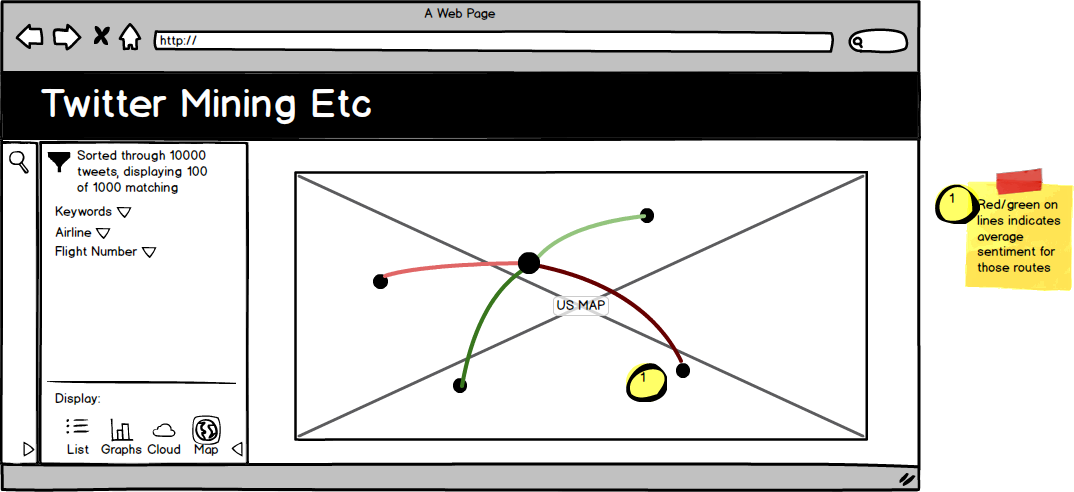 A Web Page
http://
Twitter Mining Etc
Sorted through 10000
tweets, displaying 100
of 1000 matching
Keywords
Airline
Flight Number
Display:
List Graphs Cloud Map
US MAP
1
1
Red/green on
lines indicates
average
sentiment for
those routes